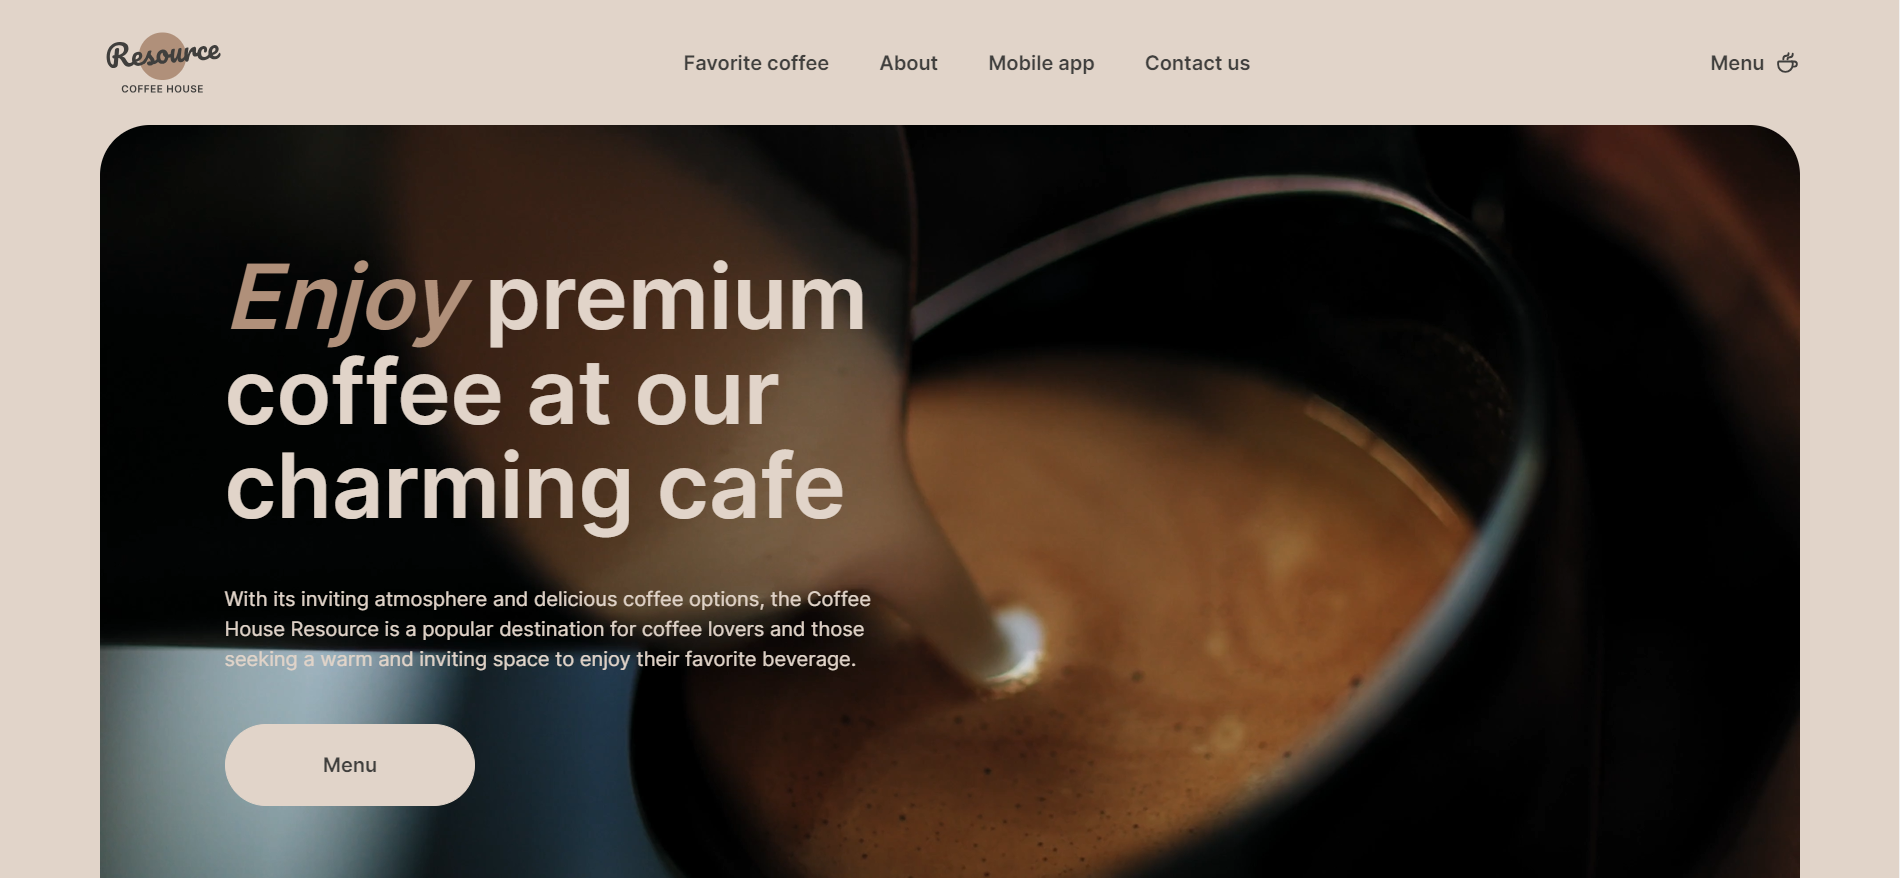 Resource
COFFEE HOUSE
Favorite coffee
About
Mobile app
Contact us
Menu
Enjoy premium
coffee at our
charming cafe
With its inviting atmosphere and delicious coffee options, the Coffee
House Resource is a popular destination for coffee lovers and those
seeking a warm and inviting space to enjoy their favorite beverage.
Menu